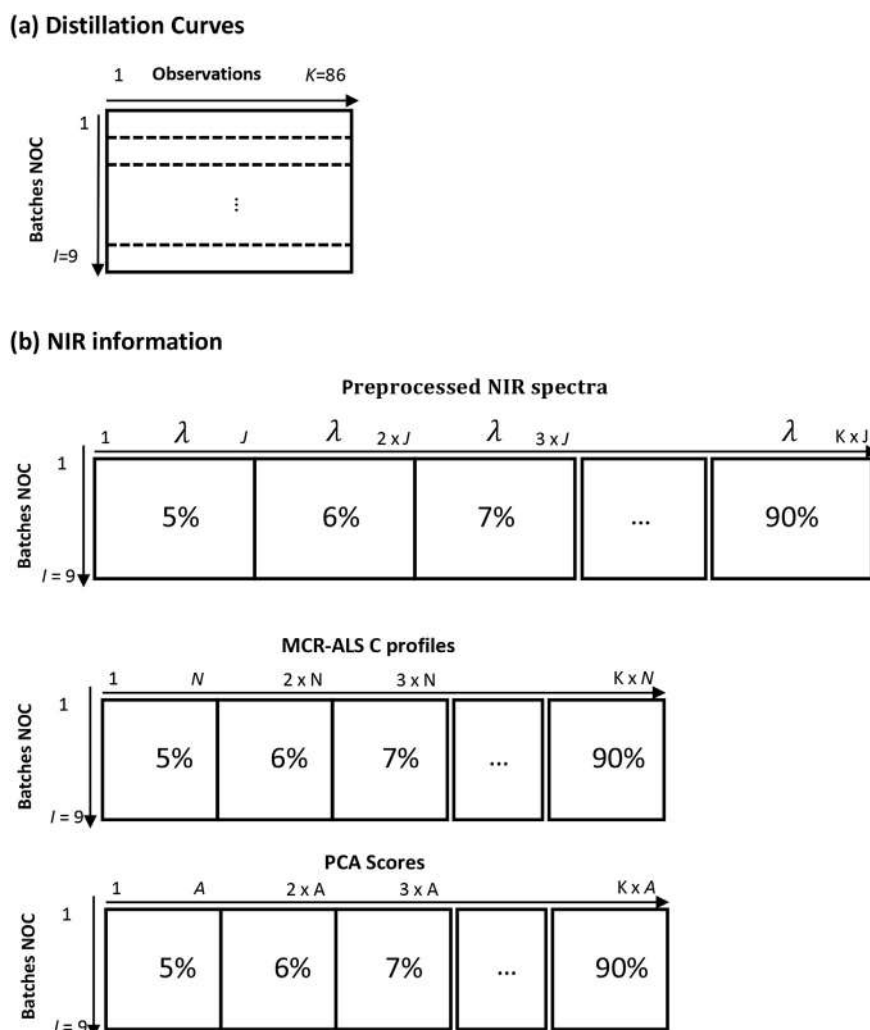 (a) Distillation Curves
1 Observations K=86
1
Batches NOC
⋮
I=9
(b) NIR information
Preprocessed NIR spectra
1 λ J λ 2 x J λ 3 x J λ K x J
1
Batches NOC
5% 6% 7% ... 90%
I = 9
MCR-ALS C profiles
1 N 2 x N 3 x N K x N
1
Batches NOC
5% 6% 7% ... 90%
I = 9
PCA Scores
1 A 2 x A 3 x A K x A
1
Batches NOC
5% 6% 7% ... 90%
I = 9